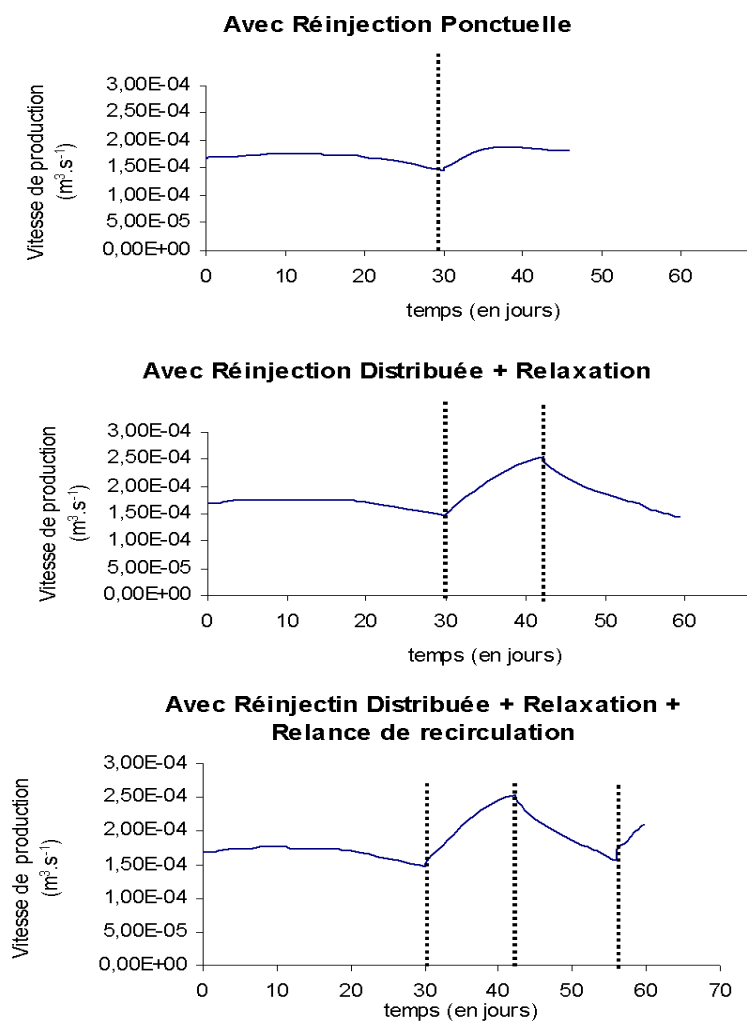 Avec Réinjection Ponctuelle
Vitesse de production
(m³.s⁻¹)
3,00E-04
2,50E-04
2,00E-04
1,50E-04
1,00E-04
5,00E-05
0,00E+00
0 10 20 30 40 50 60
temps (en jours)
Avec Réinjection Distribuée + Relaxation
Vitesse de production
(m³.s⁻¹)
3,00E-04
2,50E-04
2,00E-04
1,50E-04
1,00E-04
5,00E-05
0,00E+00
0 10 20 30 40 50 60
temps (en jours)
Avec Réinjectin Distribuée + Relaxation +
Relance de recirculation
Vitesse de production
(m³.s⁻¹)
3,00E-04
2,50E-04
2,00E-04
1,50E-04
1,00E-04
5,00E-05
0,00E+00
0 10 20 30 40 50 60 70
temps (en jours)